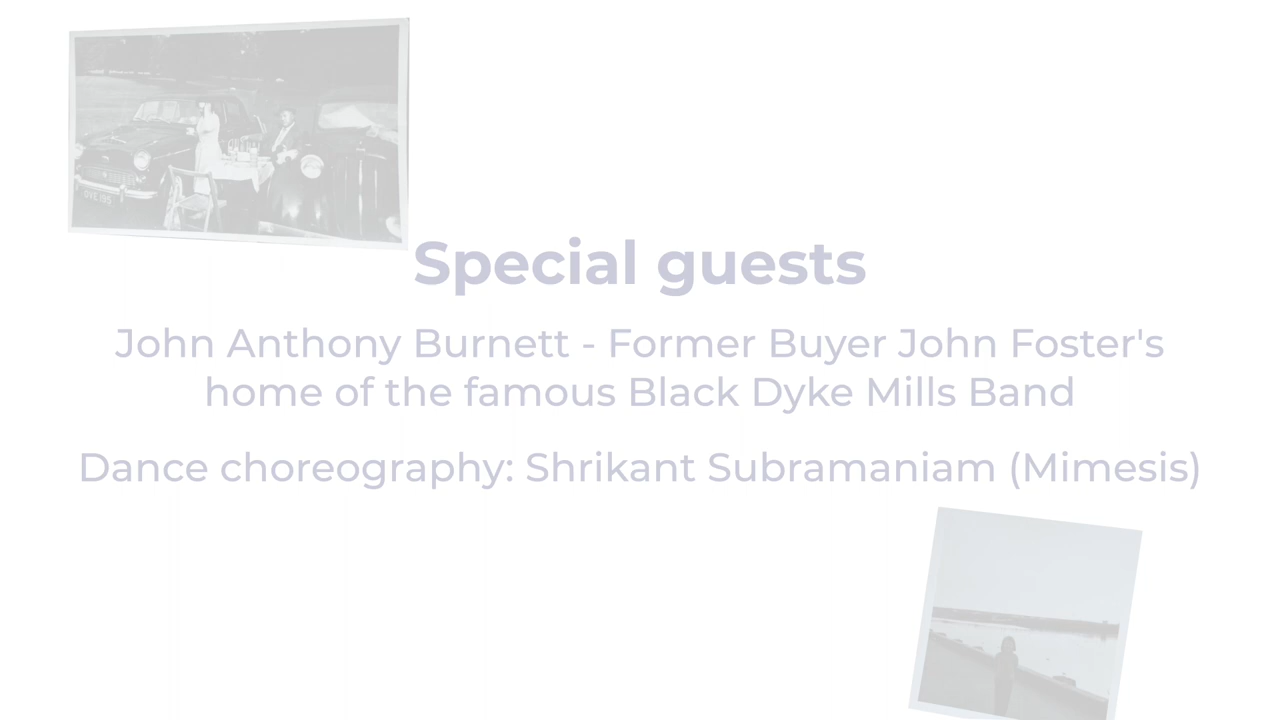 Special guests
John Anthony Burnett - Former Buyer John Foster's
home of the famous Black Dyke Mills Band
Dance choreography: Shrikant Subramaniam (Mimesis)